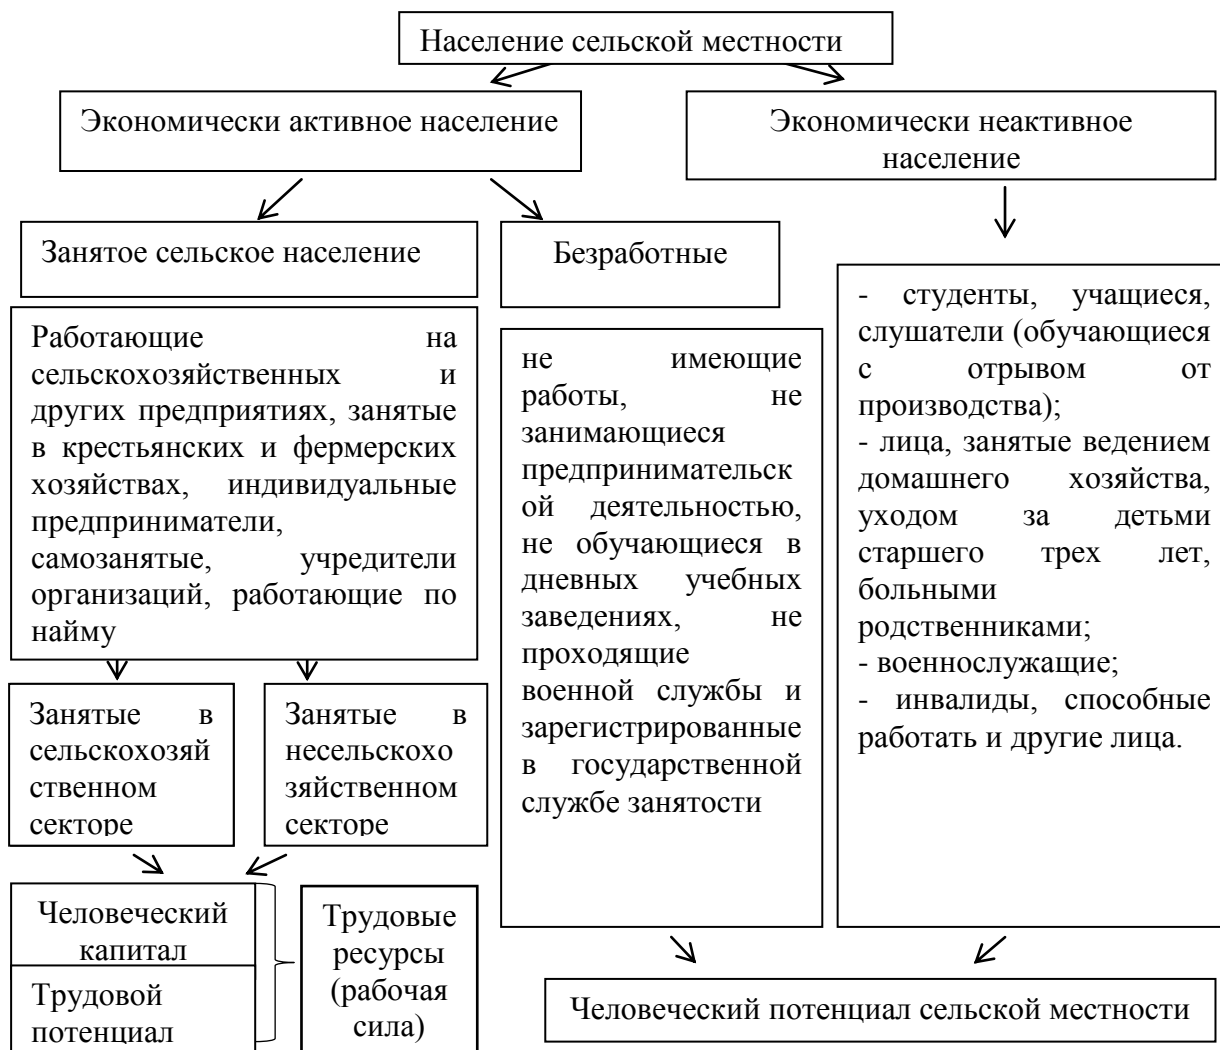 Население сельской местности
Экономически активное население
Экономически неактивное
население
Занятое сельское население
Безработные
Работающие на
сельскохозяйственных и
других предприятиях, занятые
в крестьянских и фермерских
хозяйствах, индивидуальные
предприниматели,
самозанятые, учредители
организаций, работающие по
найму
не имеющие
работы, не
занимающиеся
предпринимательск
ой деятельностью,
не обучающиеся в
дневных учебных
заведениях, не
проходящие
военной службы и
зарегистрированные
в государственной
службе занятости
- студенты, учащиеся,
слушатели (обучающиеся
с отрывом от
производства);
- лица, занятые ведением
домашнего хозяйства,
уходом за детьми
старшего трех лет,
больными
родственниками;
- военнослужащие;
- инвалиды, способные
работать и другие лица.
Занятые в
сельскохозяй
ственном
секторе
Занятые в
несельскохо
зяйственном
секторе
Человеческий
капитал
Трудовой
потенциал
Трудовые
ресурсы
(рабочая
сила)
Человеческий потенциал сельской местности